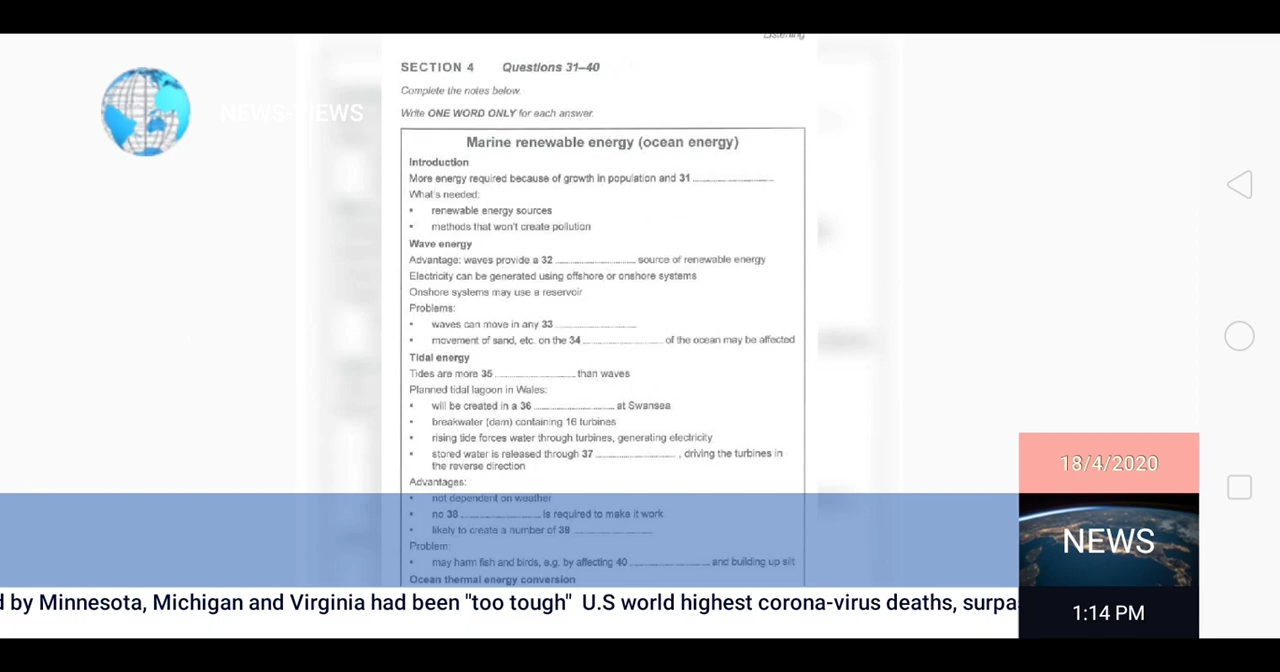 Listening
SECTION 4 Questions 31–40
Complete the notes below.
Write ONE WORD ONLY for each answer.
Marine renewable energy (ocean energy)
Introduction
More energy required because of growth in population and 31 ....................
What's needed:
• renewable energy sources
• methods that won't create pollution
Wave energy
Advantage: waves provide a 32 .................... source of renewable energy
Electricity can be generated using offshore or onshore systems
Onshore systems may use a reservoir
Problems:
• waves can move in any 33 ....................
• movement of sand, etc. on the 34 .................... of the ocean may be affected
Tidal energy
Tides are more 35 .................... than waves
Planned tidal lagoon in Wales:
• will be created in a 36 .................... at Swansea
• breakwater (dam) containing 16 turbines
• rising tide forces water through turbines, generating electricity
• stored water is released through 37 .................... , driving the turbines in
the reverse direction
Advantages:
• not dependent on weather
• no 38 .................... is required to make it work
• likely to create a number of 39 ....................
Problem:
• may harm fish and birds, e.g. by affecting 40 .................... and building up silt
Ocean thermal energy conversion
NEWS-VIEWS
18/4/2020
NEWS
1:14 PM
d by Minnesota, Michigan and Virginia had been "too tough" U.S world highest corona-virus deaths, surpa